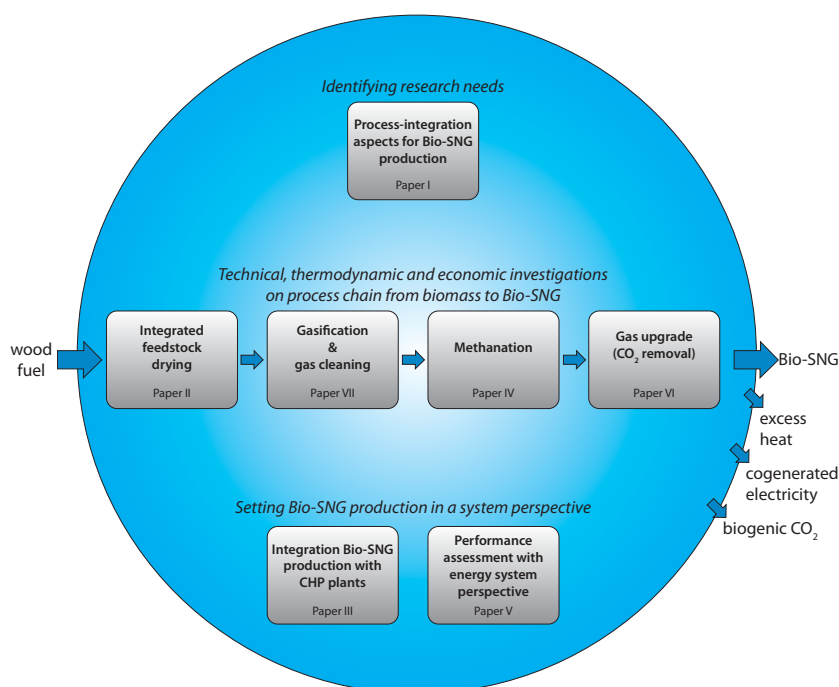 Identifying research needs
Process-integration
aspects for Bio-SNG
production
Paper I
Technical, thermodynamic and economic investigations
on process chain from biomass to Bio-SNG
wood
fuel
Integrated
feedstock
drying
Paper II
Gasification
&
gas cleaning
Paper VII
Methanation
Paper IV
Gas upgrade
(CO₂ removal)
Paper VI
Bio-SNG
excess
heat
cogenerated
electricity
biogenic CO₂
Setting Bio-SNG production in a system perspective
Integration Bio-SNG
production with
CHP plants
Paper III
Performance
assessment with
energy system
perspective
Paper V